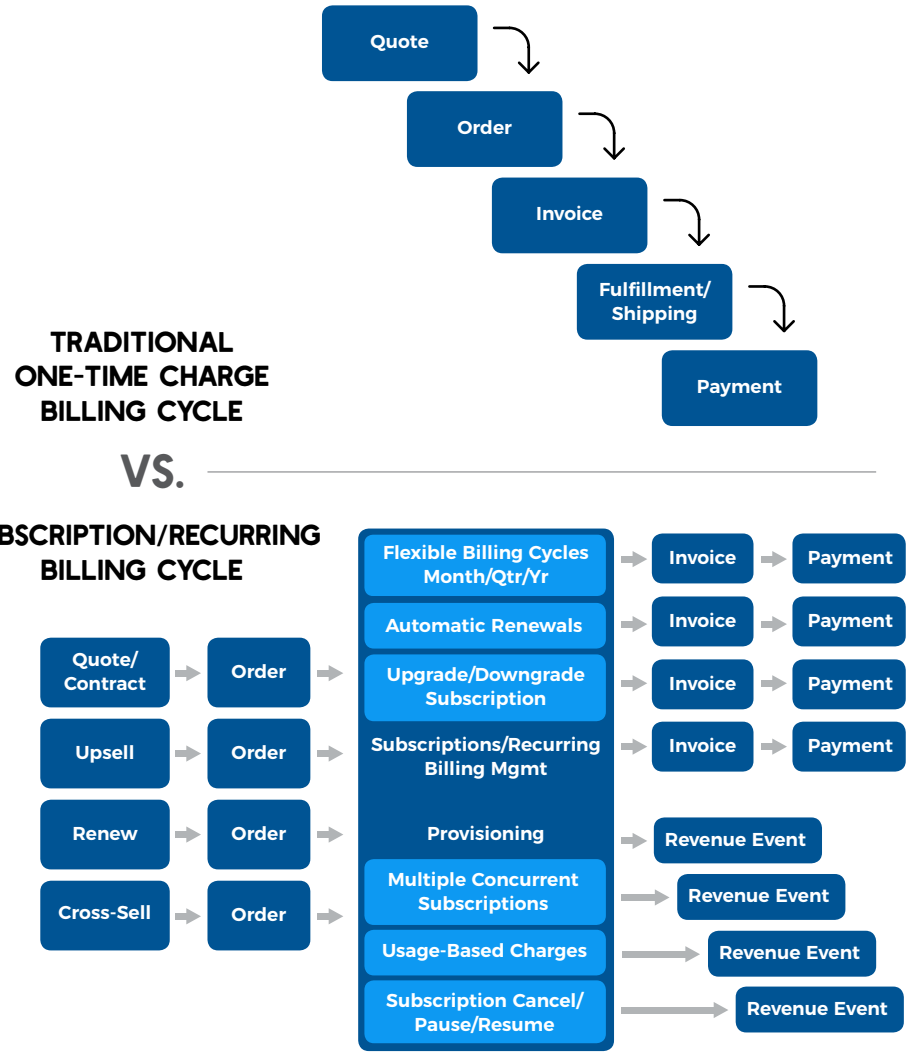 Quote
Order
Invoice
Fulfillment/
Shipping
Payment
TRADITIONAL
ONE-TIME CHARGE
BILLING CYCLE
VS.
BSCRIPTION/RECURRING
BILLING CYCLE
Quote/
Contract
Order
Upsell
Order
Renew
Order
Cross-Sell
Order
Flexible Billing Cycles
Month/Qtr/Yr
Automatic Renewals
Upgrade/Downgrade
Subscription
Subscriptions/Recurring
Billing Mgmt
Provisioning
Multiple Concurrent
Subscriptions
Usage-Based Charges
Subscription Cancel/
Pause/Resume
Invoice
Payment
Invoice
Payment
Invoice
Payment
Invoice
Payment
Revenue Event
Revenue Event
Revenue Event
Revenue Event